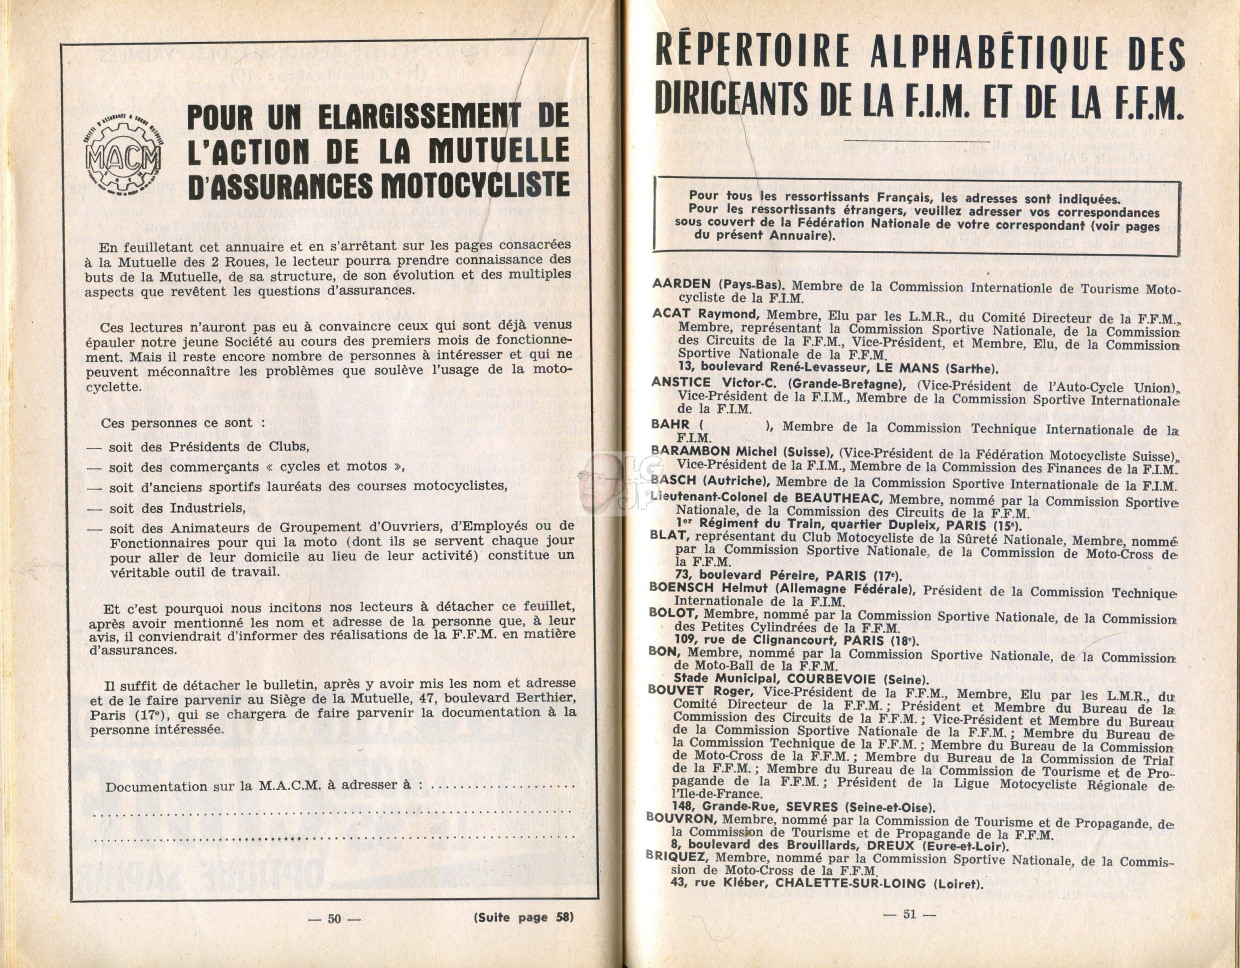 POUR UN ELARGISSEMENT DE
L'ACTION DE LA MUTUELLE
D'ASSURANCES MOTOCYCLISTE
MACM
En feuilletant cet annuaire et en s'arrêtant sur les pages consacrées
à la Mutuelle des 2 Roues, le lecteur pourra prendre connaissance des
buts de la Mutuelle, de sa structure, de son évolution et des multiples
aspects que revêtent les questions d'assurances.
Ces lectures n'auront pas eu à convaincre ceux qui sont déjà venus
épauler notre jeune Société au cours des premiers mois de fonctionne-
ment. Mais il reste encore nombre de personnes à intéresser et qui ne
peuvent méconnaître les problèmes que soulève l'usage de la moto-
cyclette.
Ces personnes ce sont :
— soit des Présidents de Clubs,
— soit des commerçants « cycles et motos »,
— soit d'anciens sportifs lauréats des courses motocyclistes,
— soit des Industriels,
— soit des Animateurs de Groupement d'Ouvriers, d'Employés ou de
Fonctionnaires pour qui la moto (dont ils se servent chaque jour
pour aller de leur domicile au lieu de leur activité) constitue un
véritable outil de travail.
Et c'est pourquoi nous incitons nos lecteurs à détacher ce feuillet,
après avoir mentionné les nom et adresse de la personne que, à leur
avis, il conviendrait d'informer des réalisations de la F.F.M. en matière
d'assurances.
Il suffit de détacher le bulletin, après y avoir mis les nom et adresse
et de le faire parvenir au Siège de la Mutuelle, 47, boulevard Berthier,
Paris (17e), qui se chargera de faire parvenir la documentation à la
personne intéressée.
Documentation sur la M.A.C.M. à adresser à : ....................
— 50 —
(Suite page 58)
RÉPERTOIRE ALPHABÉTIQUE DES
DIRIGEANTS DE LA F.I.M. ET DE LA F.F.M.
Pour tous les ressortissants Français, les adresses sont indiquées.
Pour les ressortissants étrangers, veuillez adresser vos correspondances
sous couvert de la Fédération Nationale de votre correspondant (voir pages
du présent Annuaire).
AARDEN (Pays-Bas). Membre de la Commission Internationle de Tourisme Moto-
cycliste de la F.I.M.
ACAT Raymond, Membre, Elu par les L.M.R., du Comité Directeur de la F.F.M.,
Membre, représentant la Commission Sportive Nationale, de la Commission
des Circuits de la F.F.M., Vice-Président, et Membre, Elu, de la Commission
Sportive Nationale de la F.F.M.
13, boulevard René-Levasseur, LE MANS (Sarthe).
ANSTICE Victor-C. (Grande-Bretagne), (Vice-Président de l'Auto-Cycle Union),
Vice-Président de la F.I.M., Membre de la Commission Sportive Internationale
de la F.I.M.
BAHR ( ), Membre de la Commission Technique Internationale de la
F.I.M.
BARAMBON Michel (Suisse), (Vice-Président de la Fédération Motocycliste Suisse),
Vice-Président de la F.I.M., Membre de la Commission des Finances de la F.I.M.
BASCH (Autriche), Membre de la Commission Sportive Internationale de la F.I.M.
Lieutenant-Colonel de BEAUTHEAC, Membre, nommé par la Commission Sportive
Nationale, de la Commission des Circuits de la F.F.M.
1er Régiment du Train, quartier Dupleix, PARIS (15e).
BLAT, représentant du Club Motocycliste de la Sûreté Nationale, Membre, nommé
par la Commission Sportive Nationale, de la Commission de Moto-Cross de
la F.F.M.
73, boulevard Péreire, PARIS (17e).
BOENSCH Helmut (Allemagne Fédérale), Président de la Commission Technique
Internationale de la F.I.M.
BOLOT, Membre, nommé par la Commission Sportive Nationale, de la Commission
des Petites Cylindrées de la F.F.M.
109, rue de Clignancourt, PARIS (18e).
BON, Membre, nommé par la Commission Sportive Nationale, de la Commission
de Moto-Ball de la F.F.M.
Stade Municipal, COURBEVOIE (Seine).
BOUVET Roger, Vice-Président de la F.F.M., Membre, Elu par les L.M.R., du
Comité Directeur de la F.F.M. ; Président et Membre du Bureau de la
Commission des Circuits de la F.F.M. ; Vice-Président et Membre du Bureau
de la Commission Sportive Nationale de la F.F.M. ; Membre du Bureau de
la Commission Technique de la F.F.M. ; Membre du Bureau de la Commission
de Moto-Cross de la F.F.M. ; Membre du Bureau de la Commission de Trial
de la F.F.M. ; Membre du Bureau de la Commission de Tourisme et de Pro-
pagande de la F.F.M. ; Président de la Ligue Motocycliste Régionale de
l'Ile-de-France.
148, Grande-Rue, SEVRES (Seine-et-Oise).
BOUVRON, Membre, nommé par la Commission de Tourisme et de Propagande, de
la Commission de Tourisme et de Propagande de la F.F.M.
8, boulevard des Brouillards, DREUX (Eure-et-Loir).
BRIQUEZ, Membre, nommé par la Commission Sportive Nationale, de la Commis-
sion de Moto-Cross de la F.F.M.
43, rue Kléber, CHALETTE-SUR-LOING (Loiret).
— 51 —